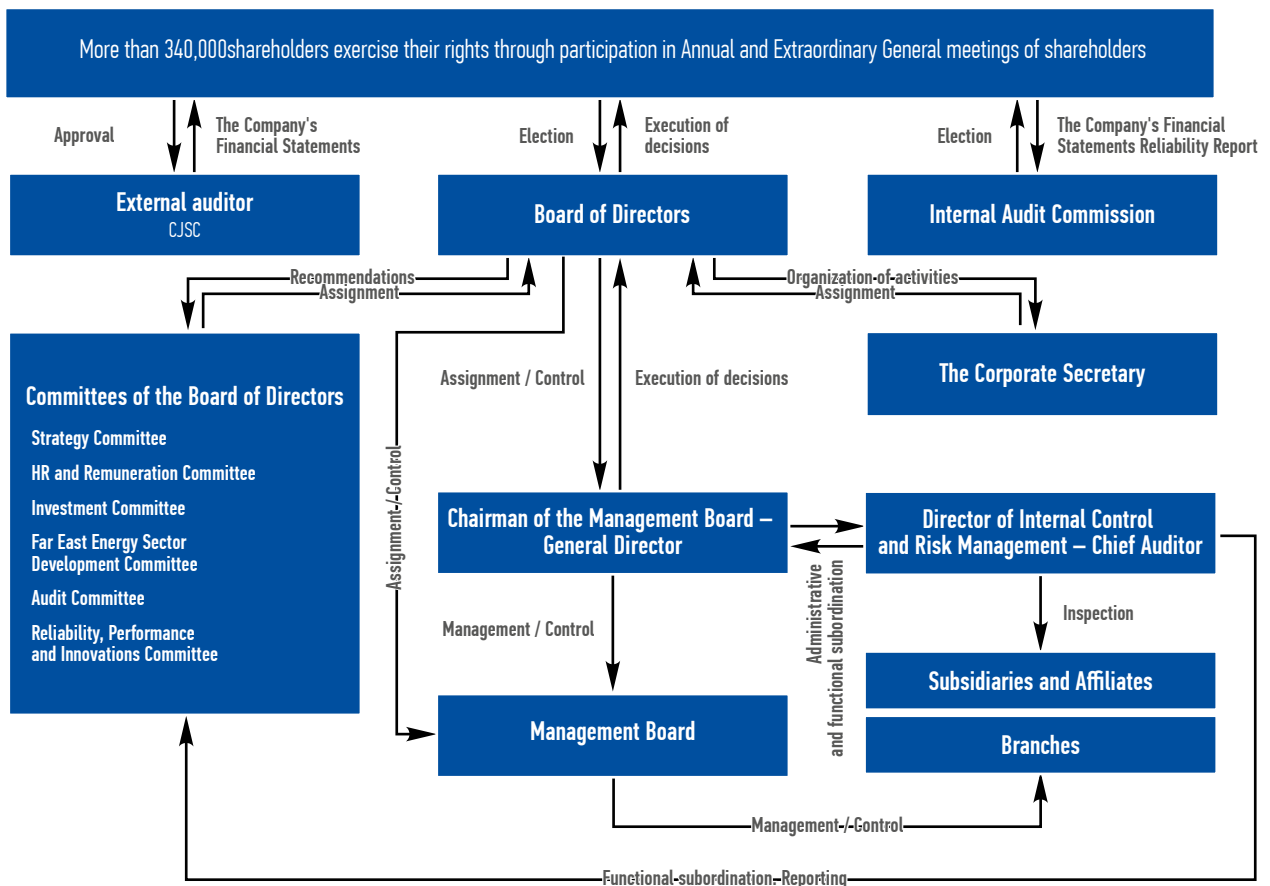 More than 340,000shareholders exercise their rights through participation in Annual and Extraordinary General meetings of shareholders
Approval
The Company's
Financial Statements
Election
Execution of
decisions
Election
The Company's Financial
Statements Reliability Report
External auditor
CJSC
Board of Directors
Internal Audit Commission
Recommendations
Assignment
Organization of activities
Assignment
Committees of the Board of Directors
Strategy Committee
HR and Remuneration Committee
Investment Committee
Far East Energy Sector
Development Committee
Audit Committee
Reliability, Performance
and Innovations Committee
Assignment / Control
Execution of decisions
The Corporate Secretary
Assignment / Control
Chairman of the Management Board –
General Director
Director of Internal Control
and Risk Management – Chief Auditor
Management / Control
Administrative
and functional subordination
Inspection
Subsidiaries and Affiliates
Management Board
Branches
Management / Control
Functional subordination, Reporting